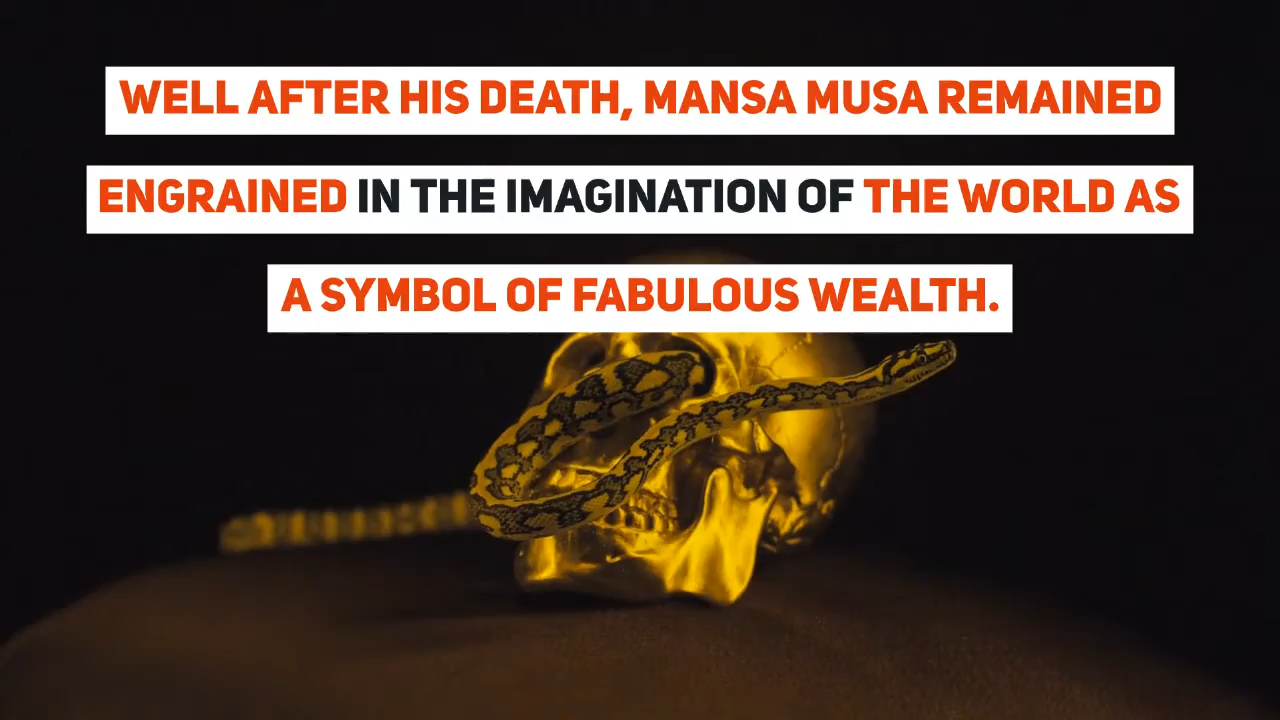 WELL AFTER HIS DEATH, MANSA MUSA REMAINED
ENGRAINED IN THE IMAGINATION OF THE WORLD AS
A SYMBOL OF FABULOUS WEALTH.